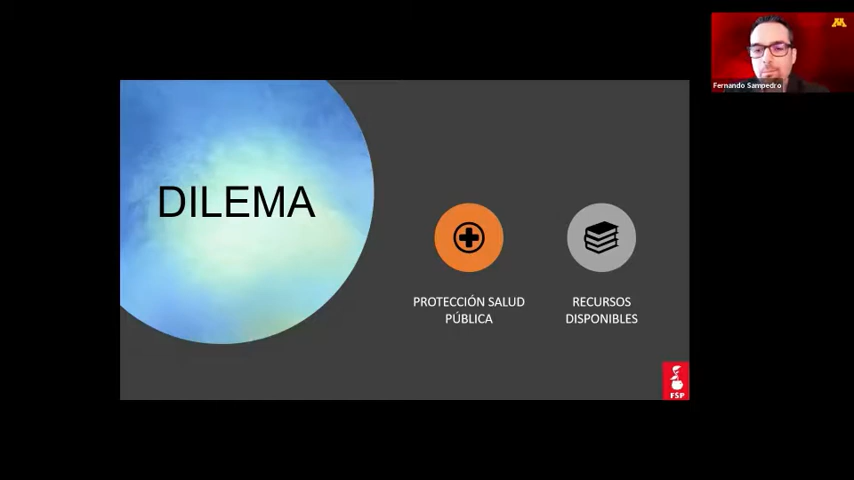 Fernando Sampedro
DILEMA
PROTECCIÓN SALUD
PÚBLICA
RECURSOS
DISPONIBLES
FSP